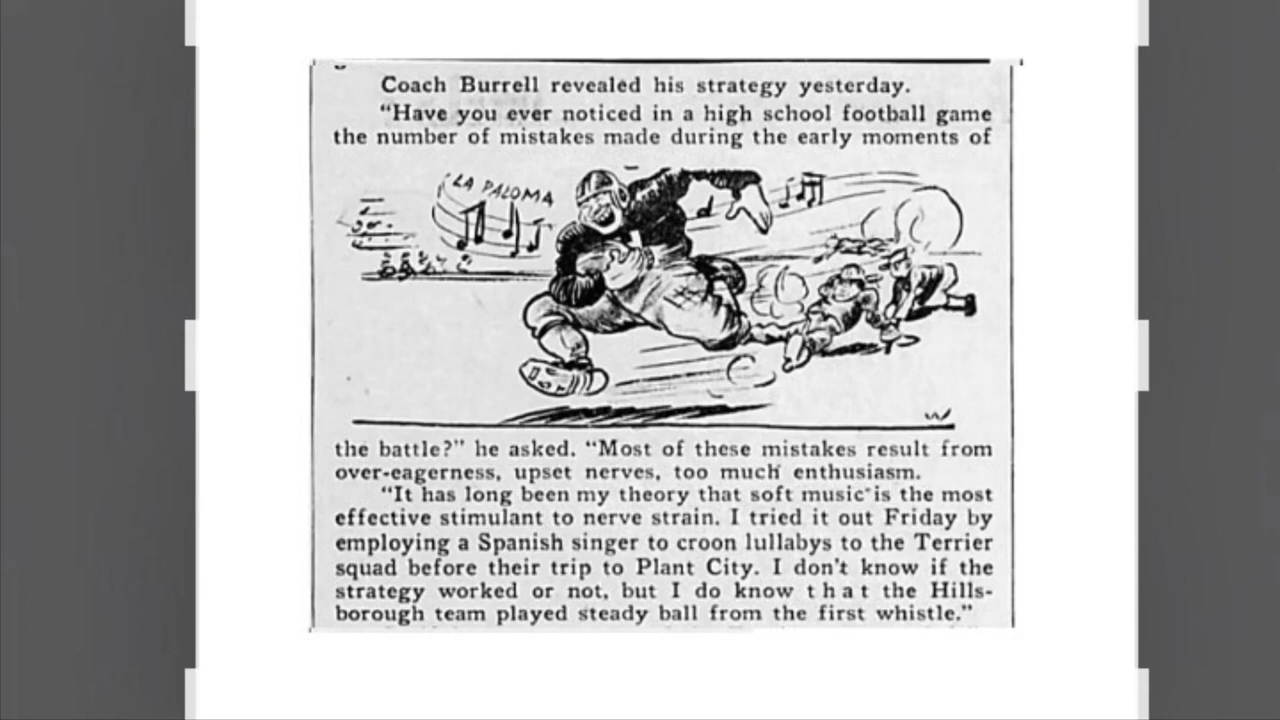 Coach Burrell revealed his strategy yesterday.
"Have you ever noticed in a high school football game
the number of mistakes made during the early moments of
LA PALOMA
W
the battle?" he asked. "Most of these mistakes result from
over-eagerness, upset nerves, too much enthusiasm.
"It has long been my theory that soft music is the most
effective stimulant to nerve strain. I tried it out Friday by
employing a Spanish singer to croon lullabys to the Terrier
squad before their trip to Plant City. I don't know if the
strategy worked or not, but I do know that the Hills-
borough team played steady ball from the first whistle."